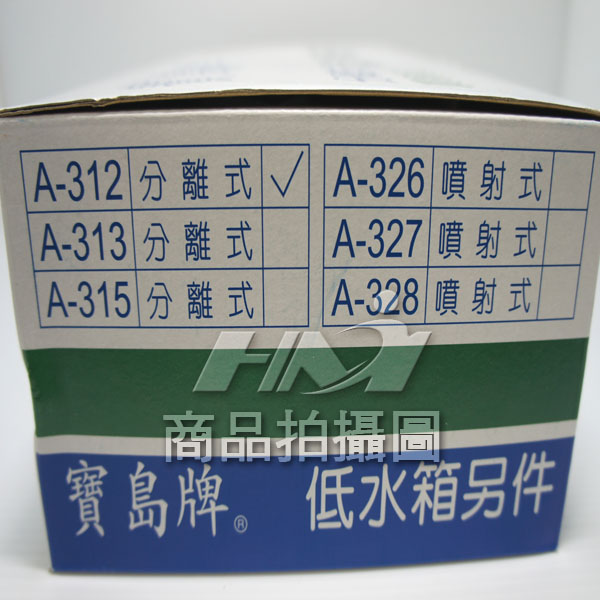 A-312 分離式 ✓ A-326 噴射式
A-313 分離式 A-327 噴射式
A-315 分離式 A-328 噴射式
HM
商品拍攝圖
寶島牌® 低水箱另件